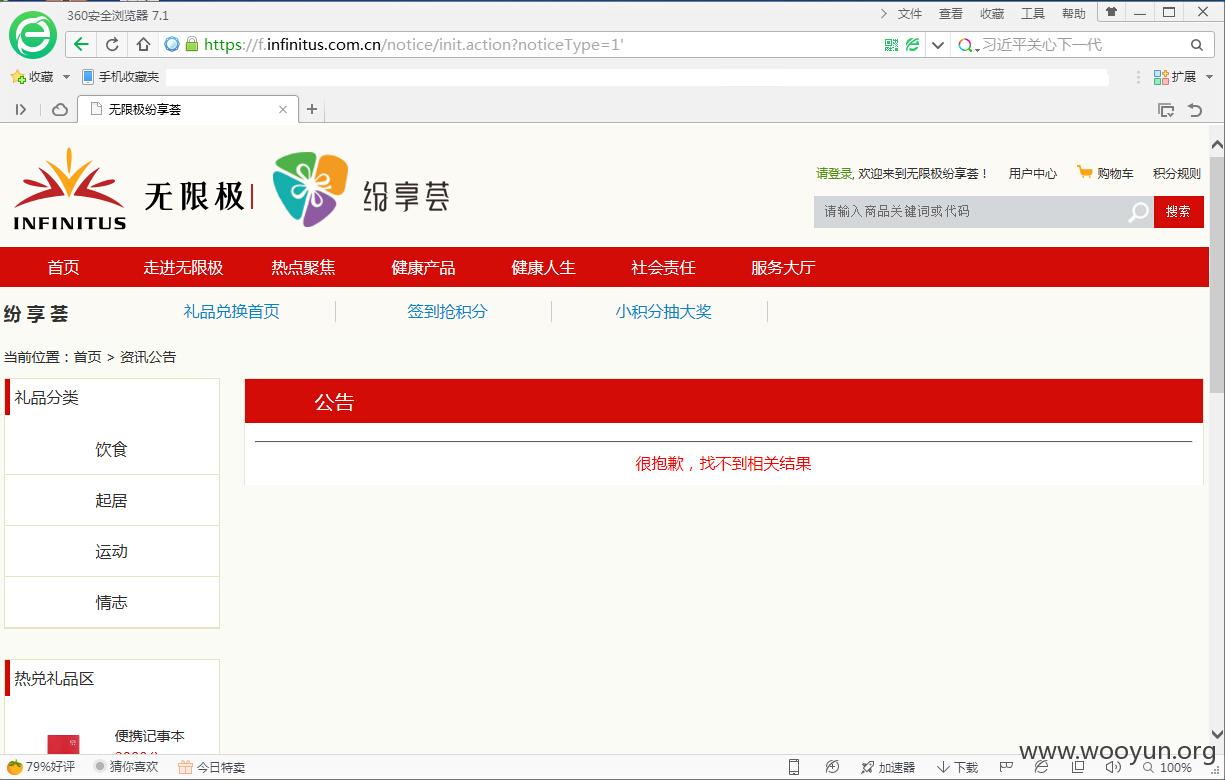 360安全浏览器 7.1
文件 查看 收藏 工具 帮助
https://f.infinitus.com.cn/notice/init.action?noticeType=1'
习近平关心下一代
收藏 手机收藏夹
扩展
无限极纷享荟
INFINITUS
无限极
纷享荟
请登录, 欢迎来到无限极纷享荟！ 用户中心 购物车 积分规则
请输入商品关键词或代码
搜索
首页 走进无限极 热点聚焦 健康产品 健康人生 社会责任 服务大厅
纷享荟 礼品兑换首页 签到抢积分 小积分抽大奖
当前位置：首页 > 资讯公告
礼品分类
饮食
起居
运动
情志
公告
很抱歉，找不到相关结果
热兑礼品区
便携记事本
www.wooyun.org
79%好评 猜你喜欢 今日特卖
加速器 下载 100%